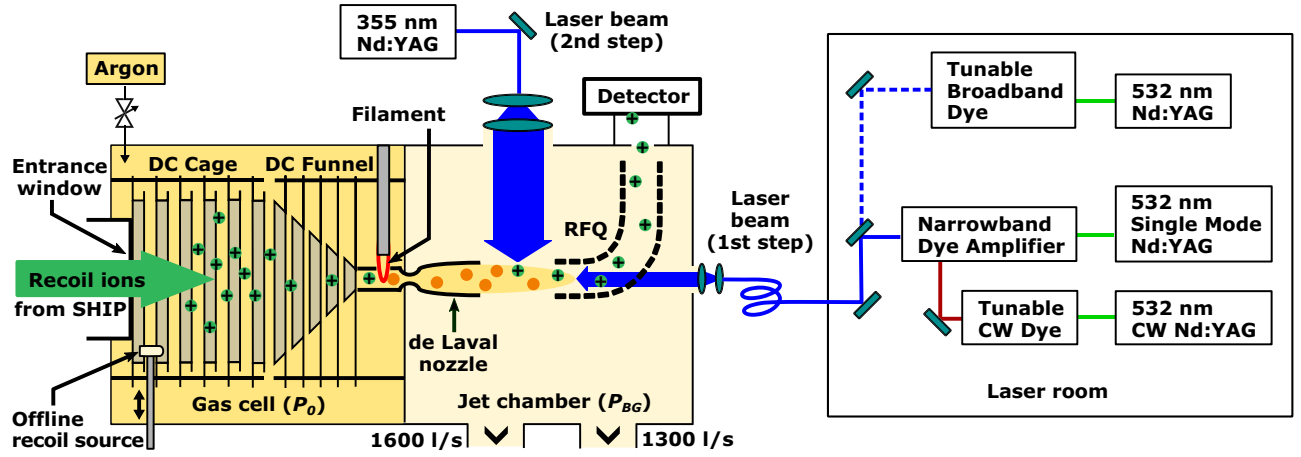 355 nm
Nd:YAG
Laser beam
(2nd step)
Argon
Filament
Detector
Tunable
Broadband
Dye
532 nm
Nd:YAG
Entrance
window
DC Cage
DC Funnel
RFQ
Laser
beam
(1st step)
Narrowband
Dye Amplifier
532 nm
Single Mode
Nd:YAG
Recoil ions
from SHIP
de Laval
nozzle
Tunable
CW Dye
532 nm
CW Nd:YAG
Laser room
Offline
recoil source
Gas cell (P0)
Jet chamber (PBG)
1600 l/s
1300 l/s